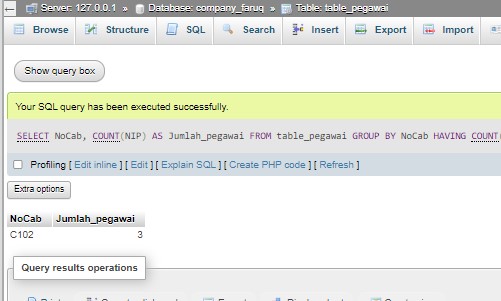 Server: 127.0.0.1 » Database: company_faruq » Table: table_pegawai
Browse Structure SQL Search Insert Export Import
Show query box
Your SQL query has been executed successfully.
SELECT NoCab, COUNT(NIP) AS Jumlah_pegawai FROM table_pegawai GROUP BY NoCab HAVING COUNT(
Profiling [ Edit inline ] [ Edit ] [ Explain SQL ] [ Create PHP code ] [ Refresh ]
Extra options
NoCab Jumlah_pegawai
C102 3
Query results operations